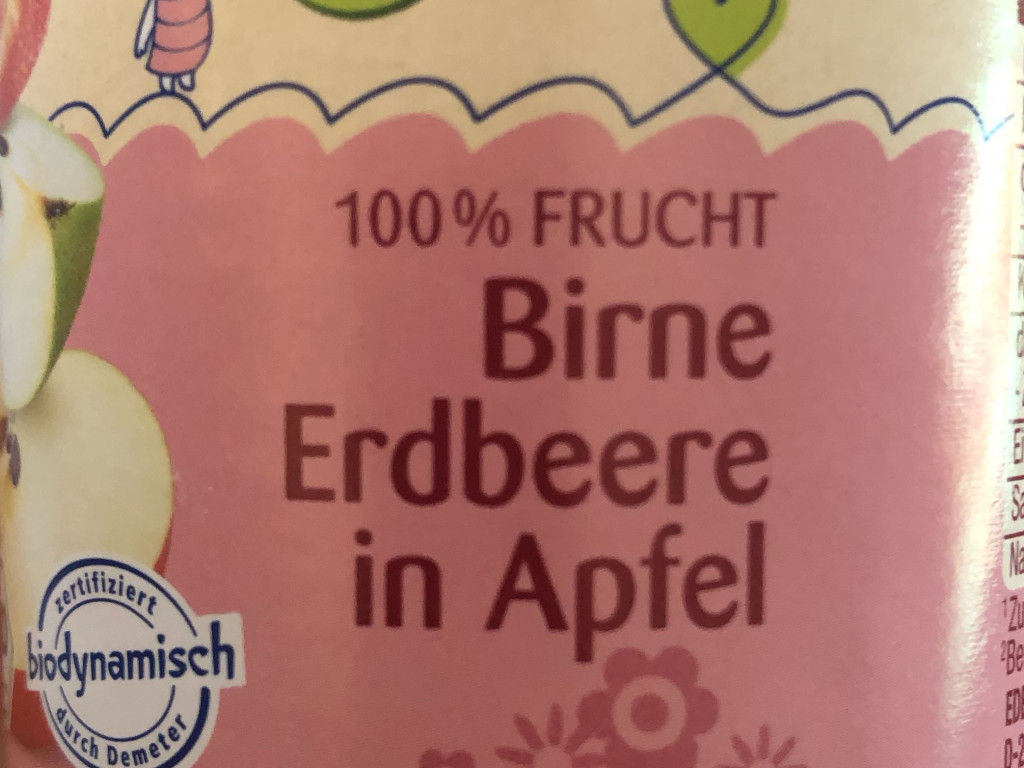 100% FRUCHT
Birne
Erdbeere
in Apfel
zertifiziert
biodynamisch
durch Demeter